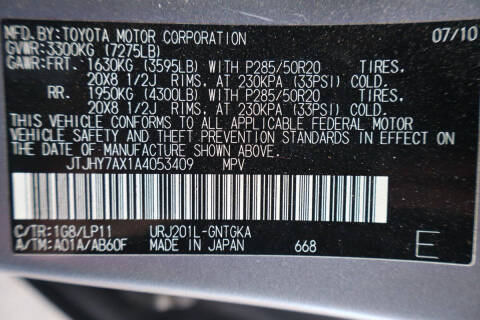 MFD.BY:TOYOTA MOTOR CORPORATION 07/10
GVWR:3300KG (7275LB)
GAWR:FRT. 1630KG (3595LB) WITH P285/50R20 TIRES.
20X8 1/2J RIMS. AT 230KPA (33PSI) COLD.
RR. 1950KG (4300LB) WITH P285/50R20 TIRES.
20X8 1/2J RIMS. AT 230KPA (33PSI) COLD.
THIS VEHICLE CONFORMS TO ALL APPLICABLE FEDERAL MOTOR
VEHICLE SAFETY AND BUMPER STANDARDS IN EFFECT ON
THE DATE OF MANUFACTURE SHOWN ABOVE.
JTJHY7AX1A4053409 MPV
C/TR:1G8/LP11 URJ201L-GNTGKA
A/TM:A01A/AB60F MADE IN JAPAN 668 E